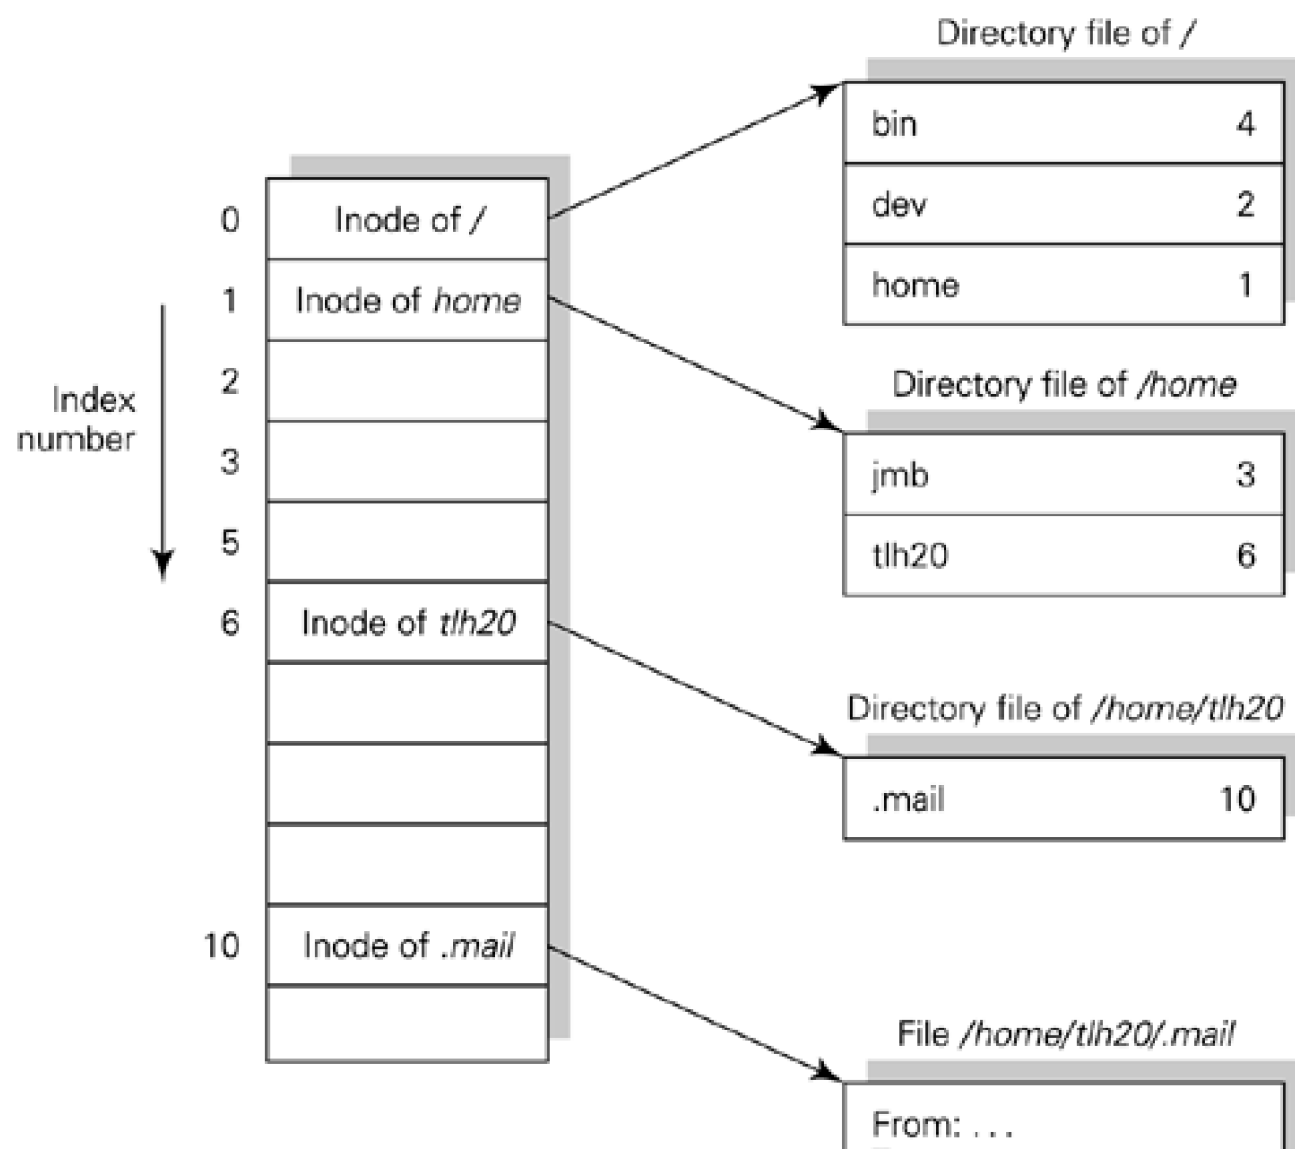 Directory file of /
bin 4
dev 2
home 1
0 Inode of /
1 Inode of home
2
3
5
6 Inode of tlh20
10 Inode of .mail
Index
number
Directory file of /home
jmb 3
tlh20 6
Directory file of /home/tlh20
.mail 10
File /home/tlh20/.mail
From: . . .